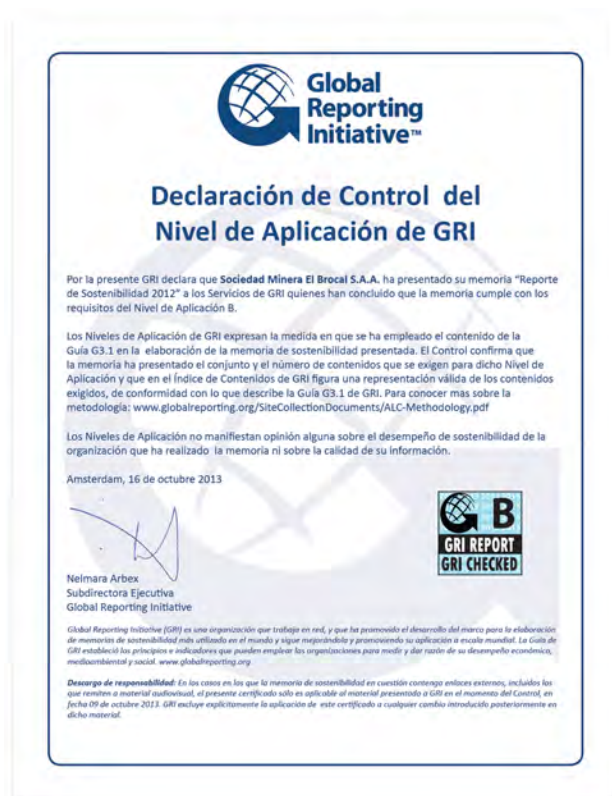 Global
Reporting
Initiative™
Declaración de Control del
Nivel de Aplicación de GRI
Por la presente GRI declara que Sociedad Minera El Brocal S.A.A. ha presentado su memoria “Reporte
de Sostenibilidad 2012” a los Servicios de GRI quienes han concluido que la memoria cumple con los
requisitos del Nivel de Aplicación B.
Los Niveles de Aplicación de GRI expresan la medida en que se ha empleado el contenido de la
Guía G3.1 en la elaboración de la memoria de sostenibilidad presentada. El Control confirma que
la memoria ha presentado el conjunto y el número de contenidos que se exigen para dicho Nivel de
Aplicación y que en el Índice de Contenidos de GRI figura una representación válida de los contenidos
exigidos, de conformidad con lo que describe la Guía G3.1 de GRI. Para conocer mas sobre la
metodología: www.globalreporting.org/SiteCollectionDocuments/ALC-Methodology.pdf
Los Niveles de Aplicación no manifiestan opinión alguna sobre el desempeño de sostenibilidad de la
organización que ha realizado la memoria ni sobre la calidad de su información.
Amsterdam, 16 de octubre 2013
B
GRI REPORT
GRI CHECKED
Nelmara Arbex
Subdirectora Ejecutiva
Global Reporting Initiative
Global Reporting Initiative (GRI) es una organización que trabaja en red, y que ha promovido el desarrollo del marco para la elaboración
de memorias de sostenibilidad más utilizado en el mundo y sigue mejorándola y promoviendo su aplicación a escala mundial. La Guía de
GRI estableció los principios e indicadores que pueden emplear las organizaciones para medir y dar razón de su desempeño económico,
medioambiental y social. www.globalreporting.org
Descargo de responsabilidad: En los casos en los que la memoria de sostenibilidad en cuestión contenga enlaces externos, incluidos los
que remiten a material audiovisual, el presente certificado sólo es aplicable al material presentado a GRI en el momento del Control, en
fecha 09 de octubre 2013. GRI excluye explícitamente la aplicación de este certificado a cualquier cambio introducido posteriormente en
dicho material.